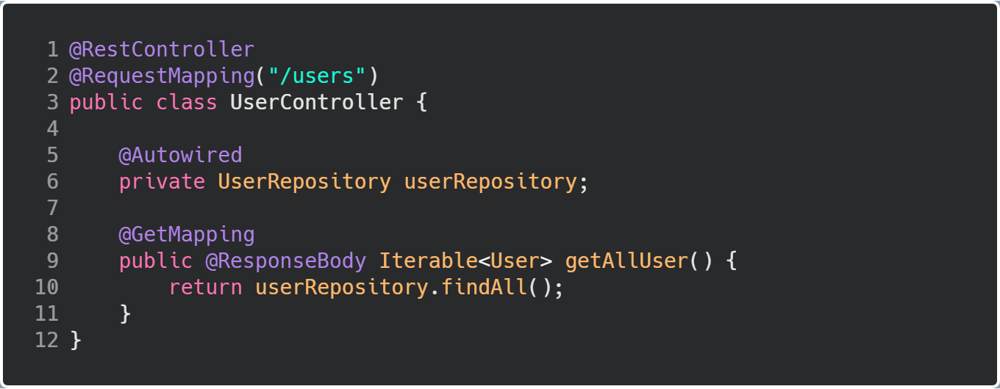 1 @RestController
2 @RequestMapping("/users")
3 public class UserController {
4
5     @Autowired
6     private UserRepository userRepository;
7
8     @GetMapping
9     public @ResponseBody Iterable<User> getAllUser() {
10         return userRepository.findAll();
11     }
12 }